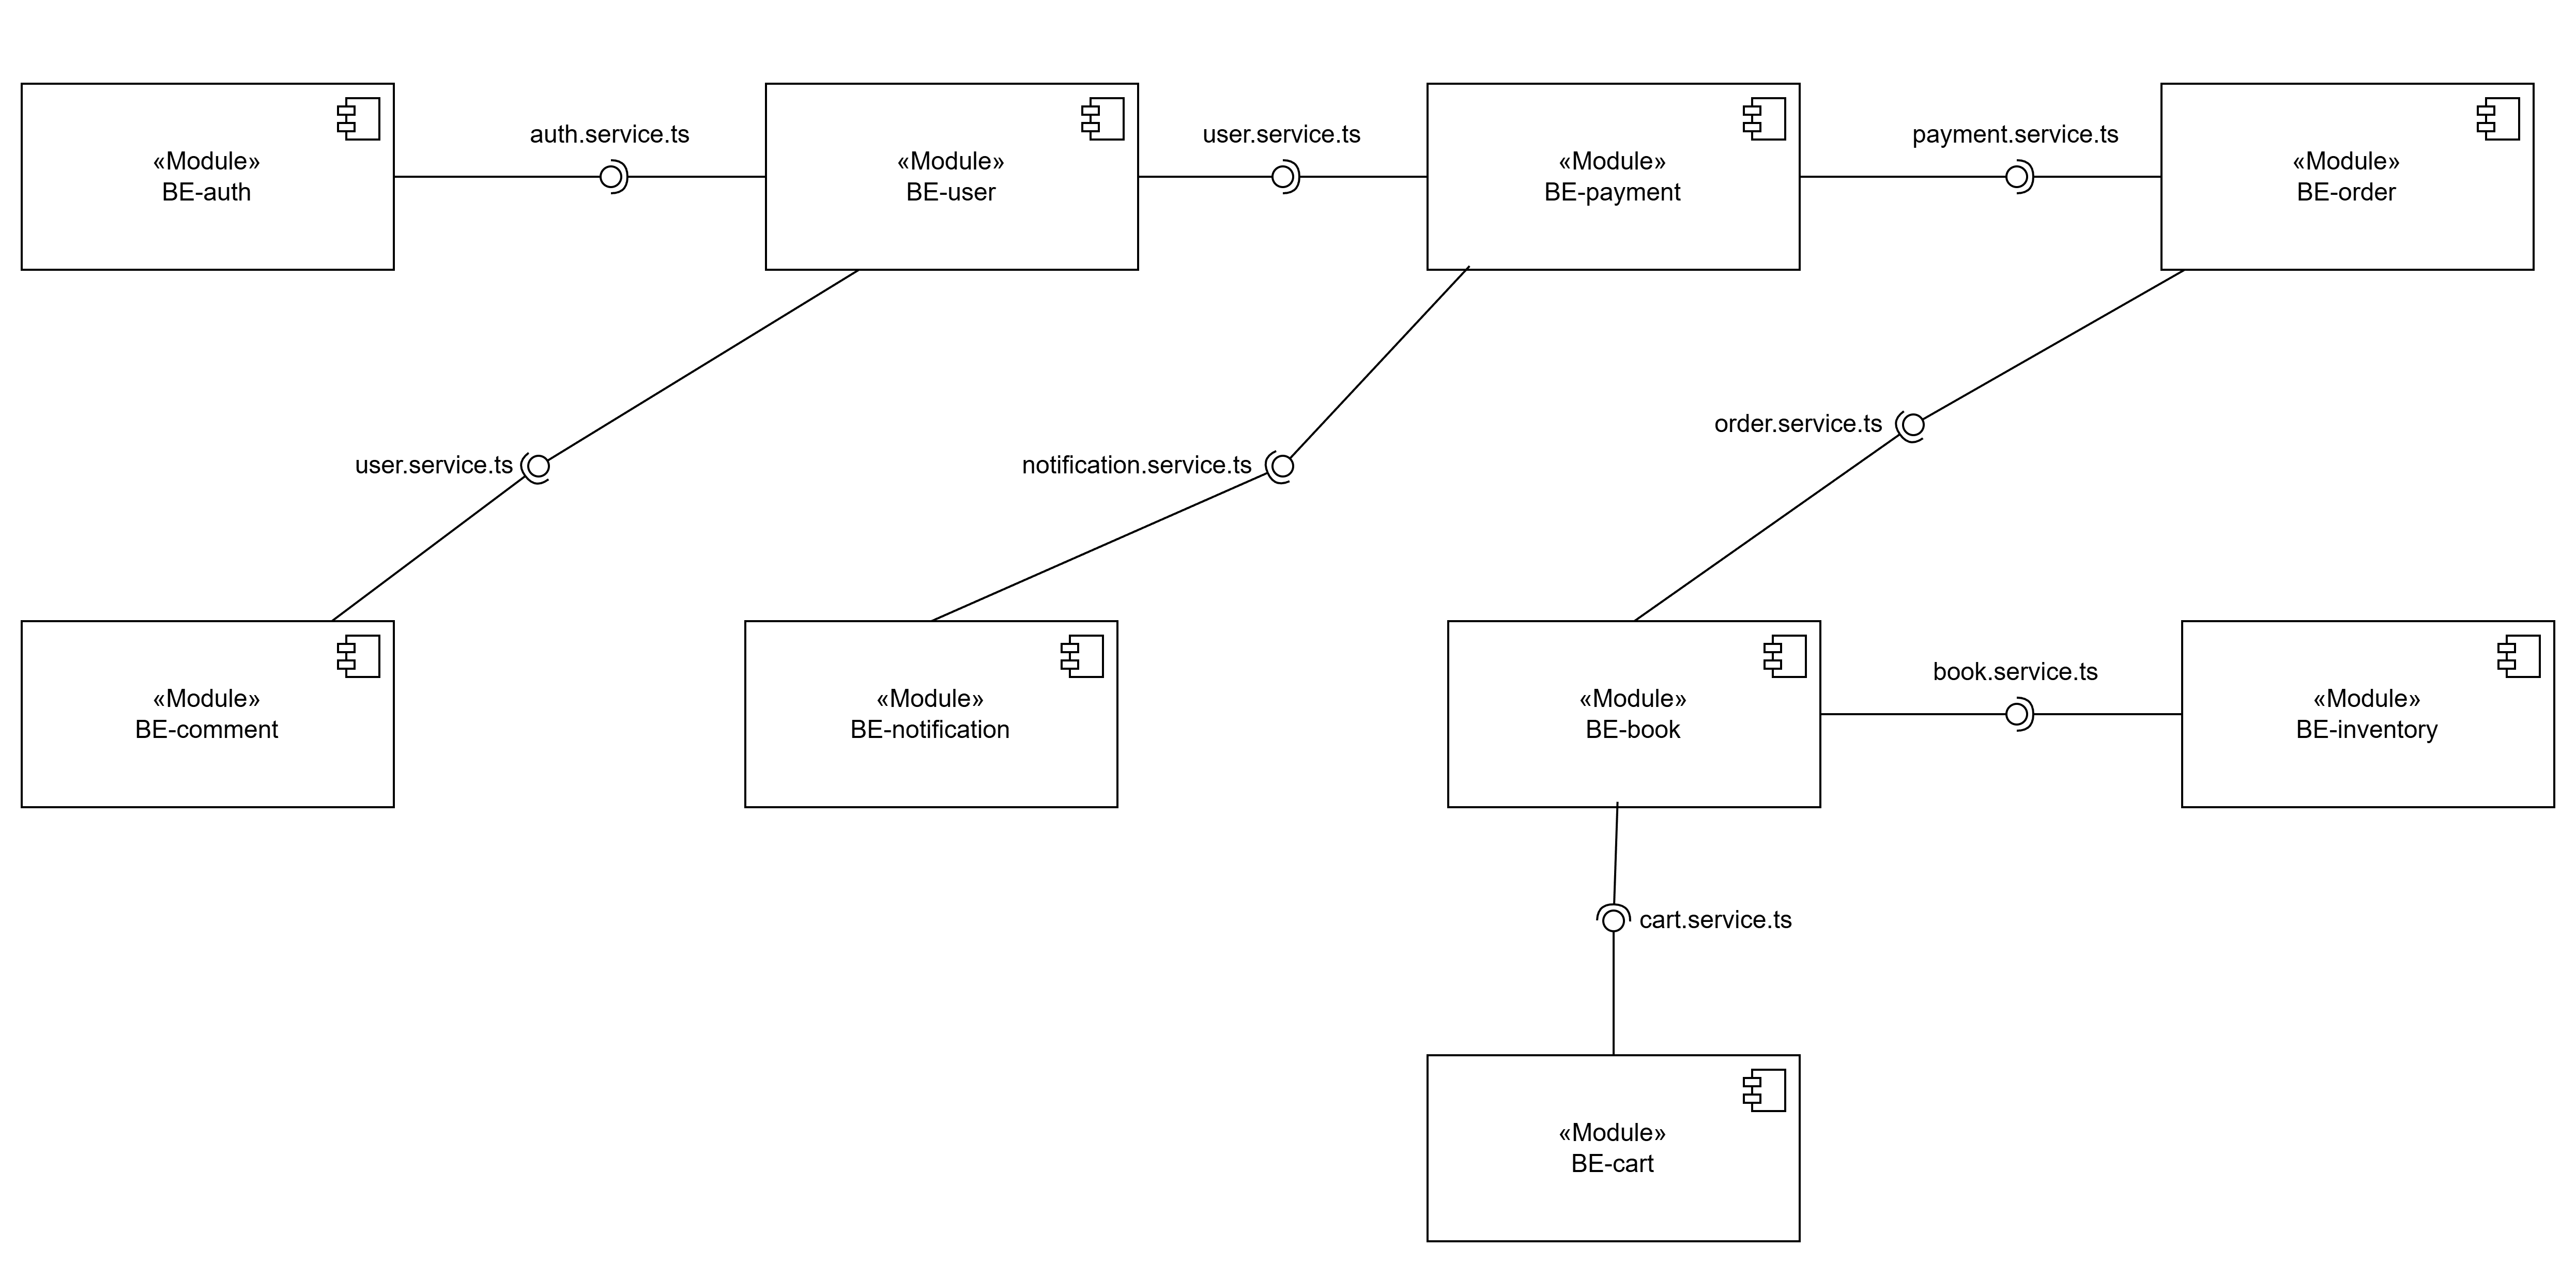 auth.service.ts
user.service.ts
payment.service.ts
«Module»
BE-auth
«Module»
BE-user
«Module»
BE-payment
«Module»
BE-order
order.service.ts
user.service.ts
notification.service.ts
book.service.ts
«Module»
BE-comment
«Module»
BE-notification
«Module»
BE-book
«Module»
BE-inventory
cart.service.ts
«Module»
BE-cart